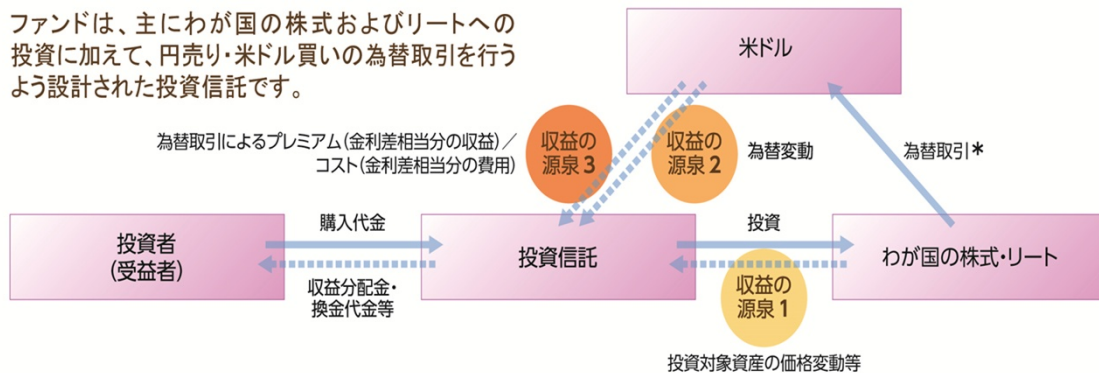 ファンドは、主にわが国の株式およびリートへの
投資に加えて、円売り・米ドル買いの為替取引を行う
よう設計された投資信託です。
米ドル
為替取引によるプレミアム(金利差相当分の収益)/
コスト(金利差相当分の費用)
収益の
源泉3
収益の
源泉2
為替変動
為替取引*
投資者
(受益者)
購入代金
収益分配金・
換金代金等
投資信託
投資
収益の
源泉1
わが国の株式・リート
投資対象資産の価格変動等